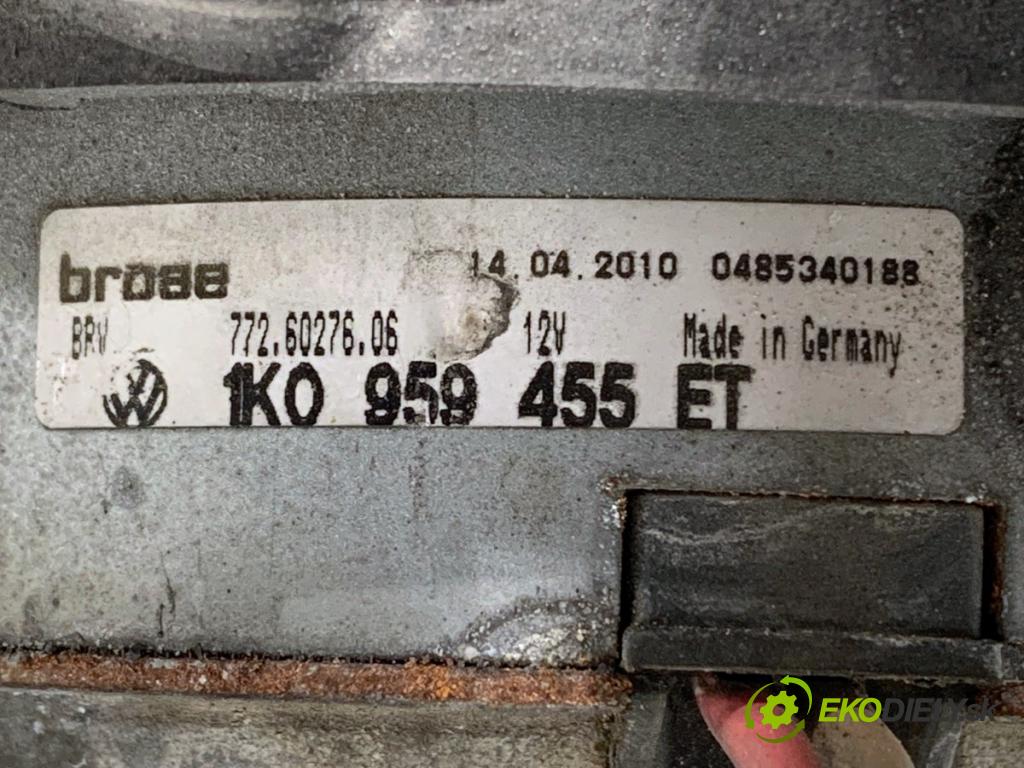 brose 14.04.2010 0485340188
BRV 772.60276.06 12V Made in Germany
1K0 959 455 ET
EKODIELY.sk